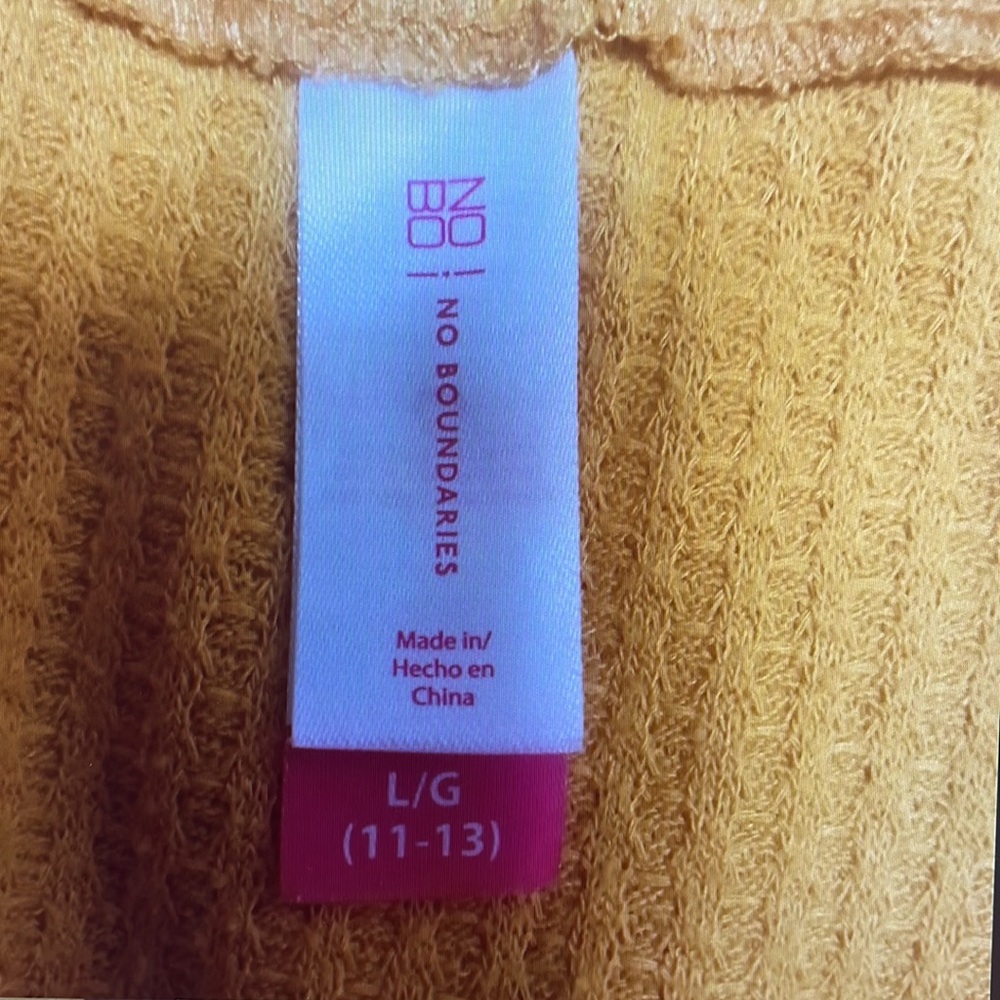 NO
BO
NO BOUNDARIES
Made in/
Hecho en
China
L/G
(11-13)